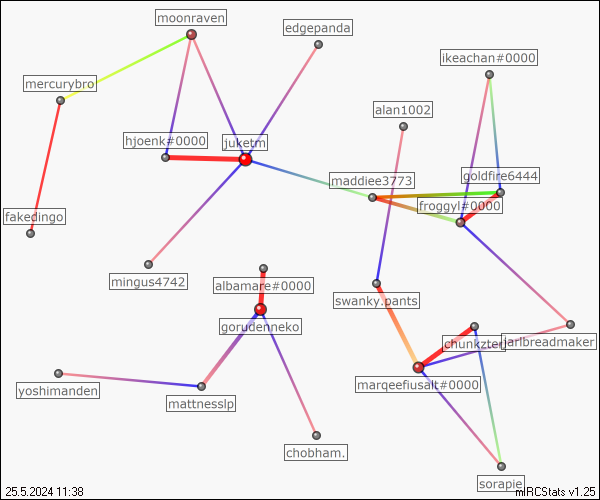 moonraven
edgepanda
ikeachan#0000
mercurybro
alan1002
hjoenk#0000
juketm
maddiee3773
goldfire6444
froggyl#0000
fakedingo
mingus4742
albamare#0000
swanky.pants
gorudenneko
chunkzter
jarlbreadmaker
marqeefiusalt#0000
yoshimanden
mattnesslp
chobham.
sorapie
25.5.2024 11:38
mIRCStats v1.25